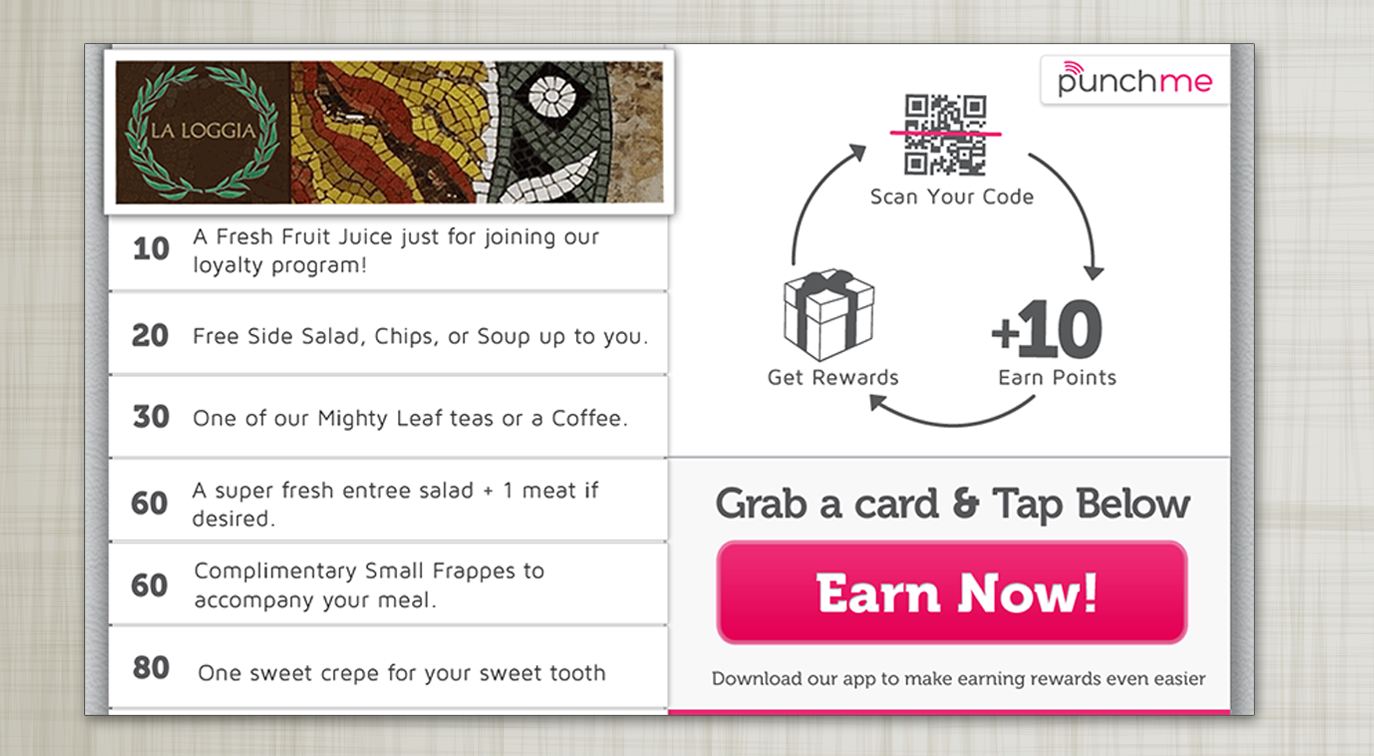 LA LOGGIA
10
A Fresh Fruit Juice just for joining our
loyalty program!
20
Free Side Salad, Chips, or Soup up to you.
30
One of our Mighty Leaf teas or a Coffee.
60
A super fresh entree salad + 1 meat if
desired.
60
Complimentary Small Frappes to
accompany your meal.
80
One sweet crepe for your sweet tooth
punchme
Scan Your Code
+10
Earn Points
Get Rewards
Grab a card & Tap Below
Earn Now!
Download our app to make earning rewards even easier